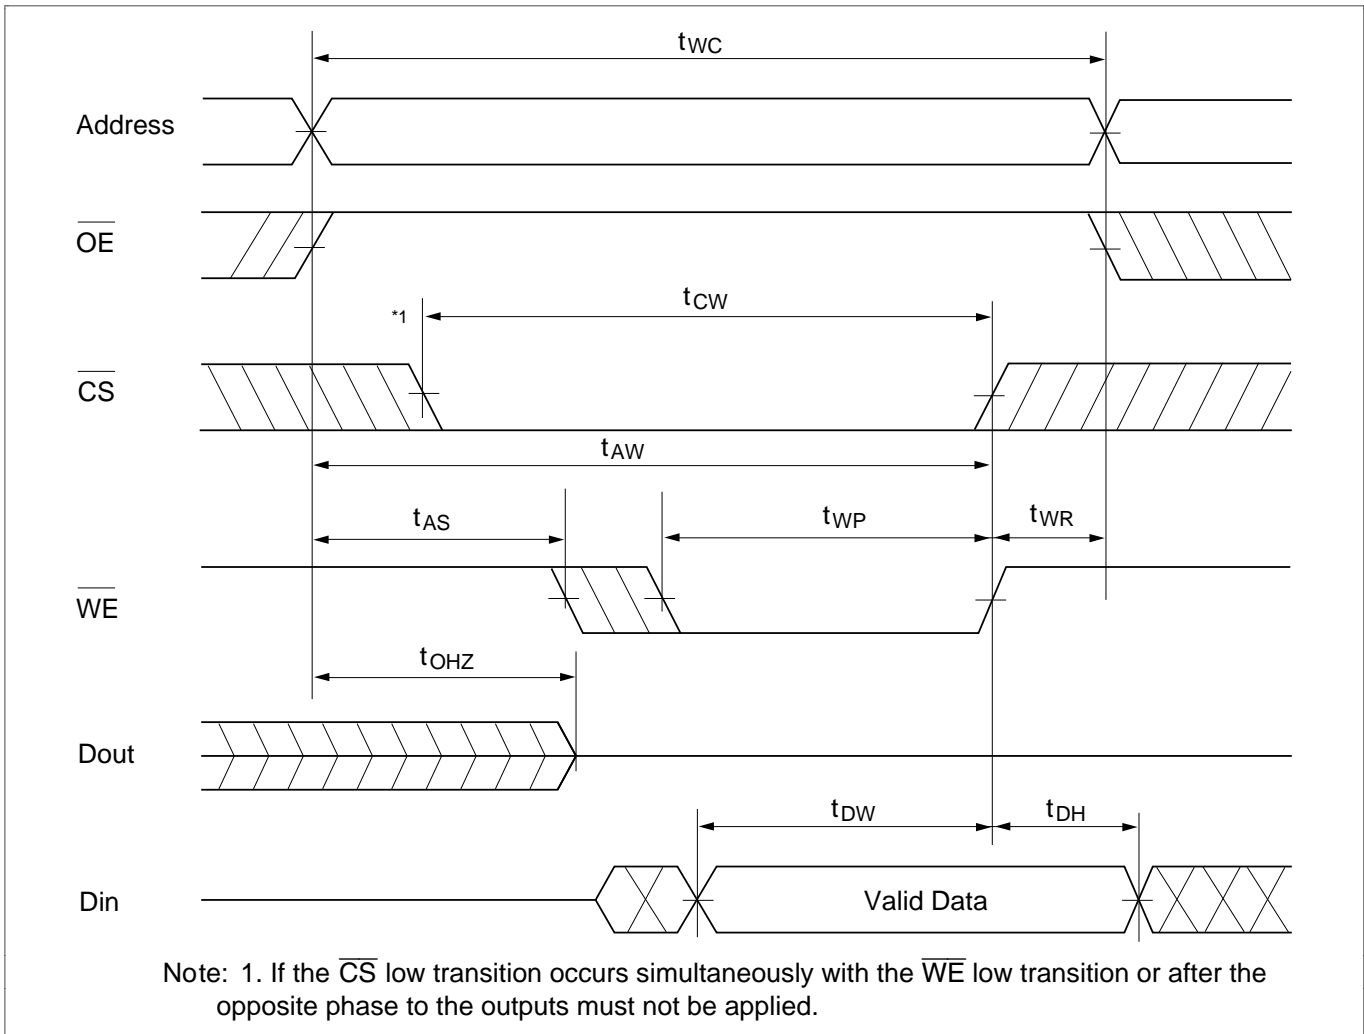 tWC
Address
OE
tCW
*1
CS
tAW
tAS
tWP
tWR
WE
tOHZ
Dout
tDW
tDH
Din
Valid Data
Note: 1. If the CS low transition occurs simultaneously with the WE low transition or after the
opposite phase to the outputs must not be applied.